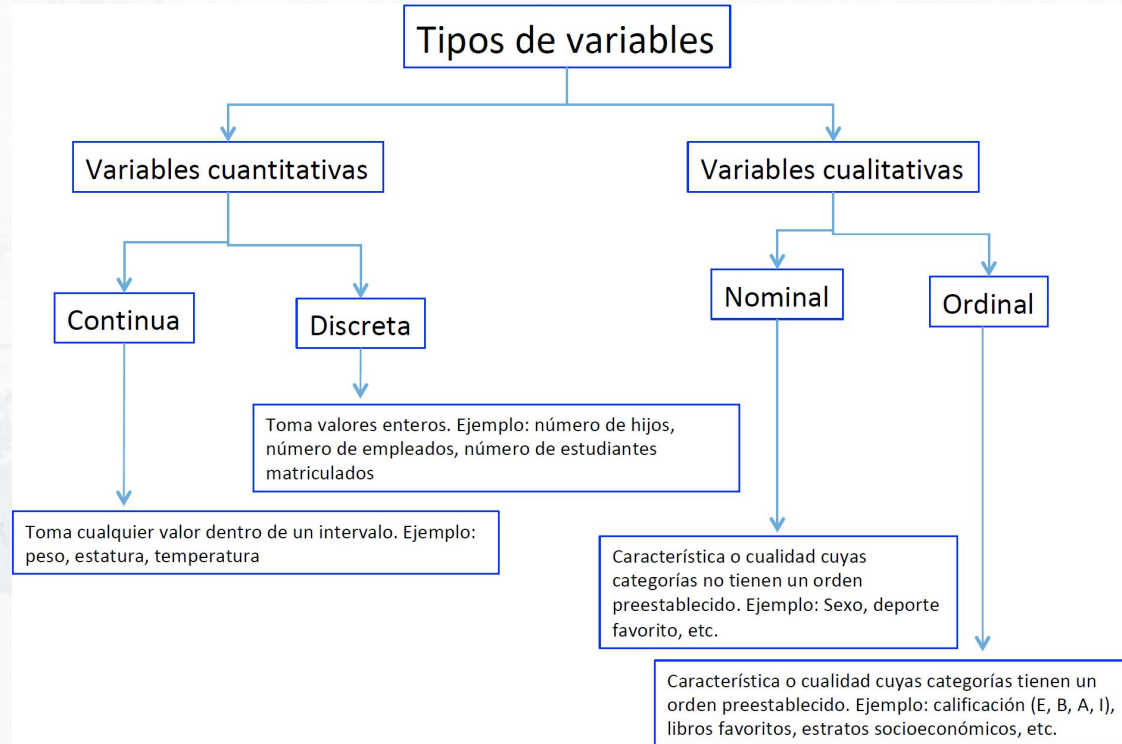 Tipos de variables
Variables cuantitativas
Variables cualitativas
Continua
Discreta
Nominal
Ordinal
Toma valores enteros. Ejemplo: número de hijos,
número de empleados, número de estudiantes
matriculados
Toma cualquier valor dentro de un intervalo. Ejemplo:
peso, estatura, temperatura
Característica o cualidad cuyas
categorías no tienen un orden
preestablecido. Ejemplo: Sexo, deporte
favorito, etc.
Característica o cualidad cuyas categorías tienen un
orden preestablecido. Ejemplo: calificación (E, B, A, I),
libros favoritos, estratos socioeconómicos, etc.